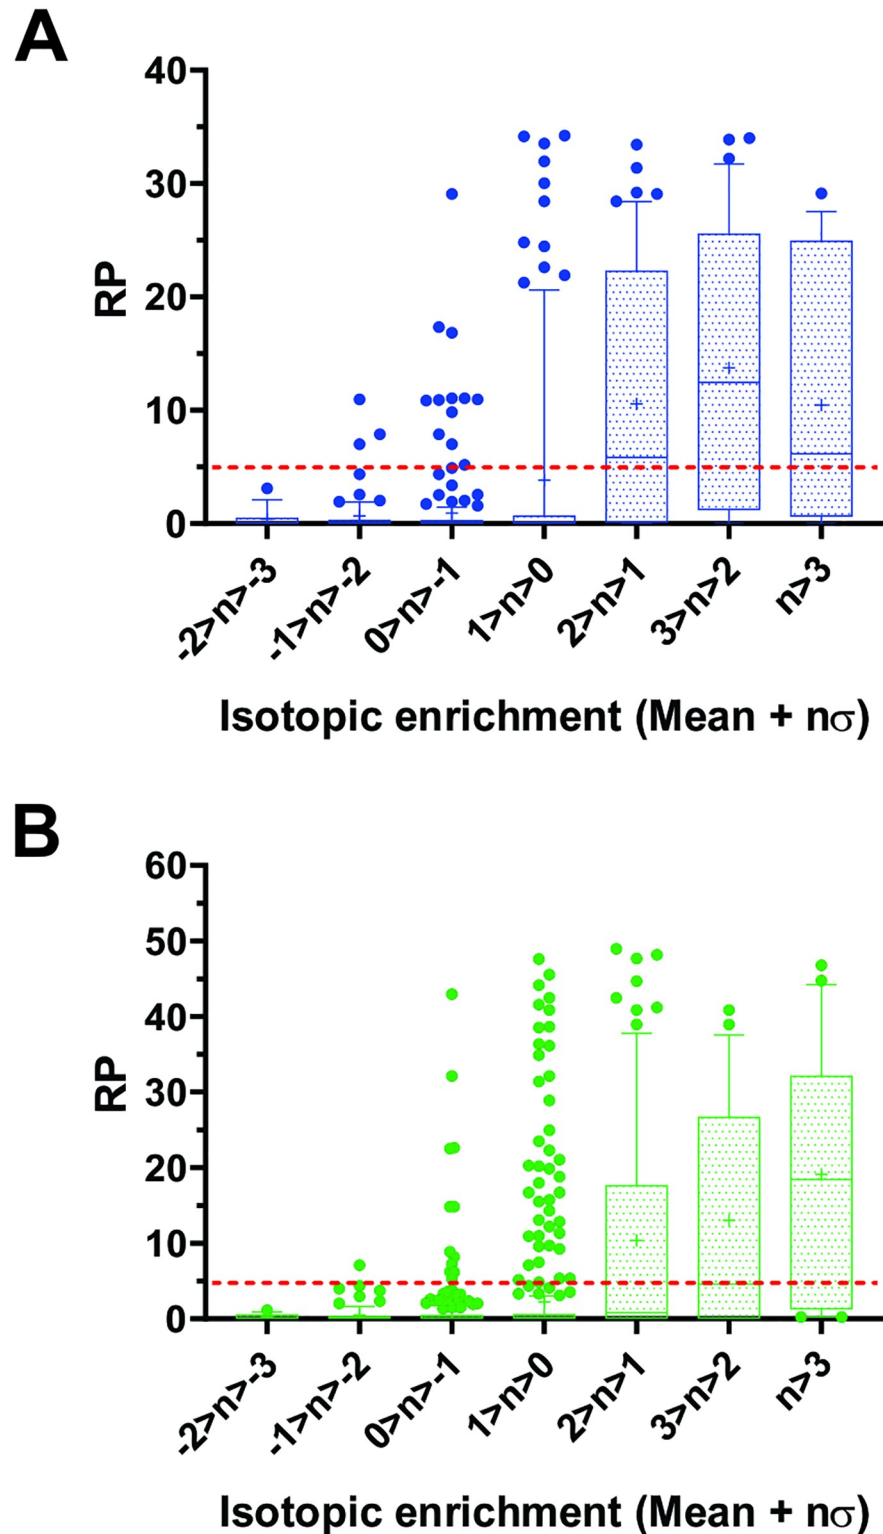 A
40
30
20
10
0
RP
-2>n>-3
-1>n>-2
0>n>-1
1>n>0
2>n>1
3>n>2
n>3
Isotopic enrichment (Mean + nσ)
B
60
50
40
30
20
10
0
RP
-2>n>-3
-1>n>-2
0>n>-1
1>n>0
2>n>1
3>n>2
n>3
Isotopic enrichment (Mean + nσ)